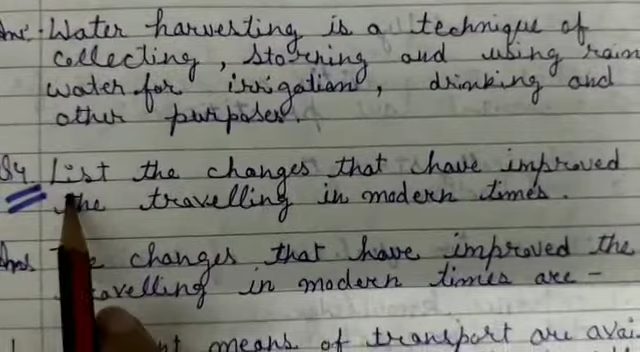 Ans:- Water harvesting is a technique of
collecting, storing and using rain
water for irrigation, drinking and
other purposes.
Q4 List the changes that have improved
the travelling in modern times.
Ans. changes that have improved the
travelling in modern times are -
means of transport are avai